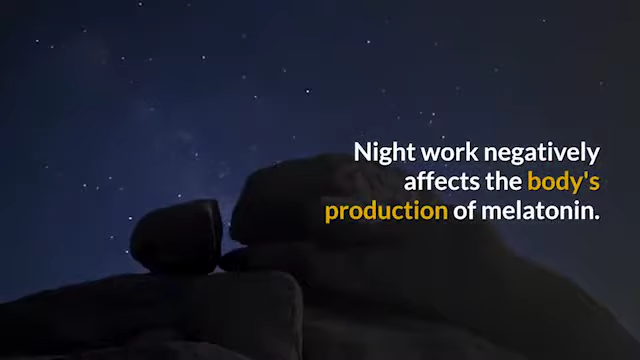 Night work negatively
affects the body's
production of melatonin.